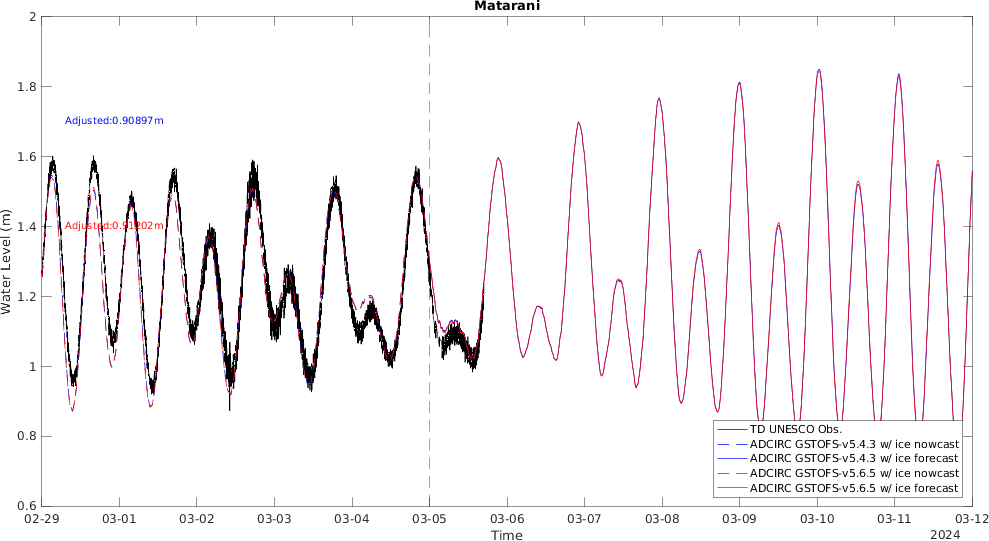 Matarani
2
1.8
1.6
1.4
1.2
1
0.8
0.6
Water Level (m)
Adjusted:0.90897m
Adjusted:0.91202m
TD UNESCO Obs.
ADCIRC GSTOFS-v5.4.3 w/ ice nowcast
ADCIRC GSTOFS-v5.4.3 w/ ice forecast
ADCIRC GSTOFS-v5.6.5 w/ ice nowcast
ADCIRC GSTOFS-v5.6.5 w/ ice forecast
02-29 03-01 03-02 03-03 03-04 03-05 03-06 03-07 03-08 03-09 03-10 03-11 03-12
Time
2024